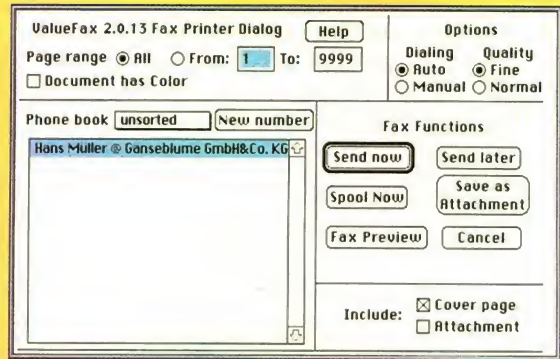 ValueFax 2.0.13 Fax Printer Dialog
Help
Page range All From: 1 To: 9999
Document has Color
Options
Dialing Quality
Auto Fine
Manual Normal
Phone book unsorted New number
Hans Müller @ Ganseblume GmbH&Co. KG
Fax Functions
Send now Send later
Spool Now Save as
Attachment
Fax Preview Cancel
Include: Cover page
Attachment